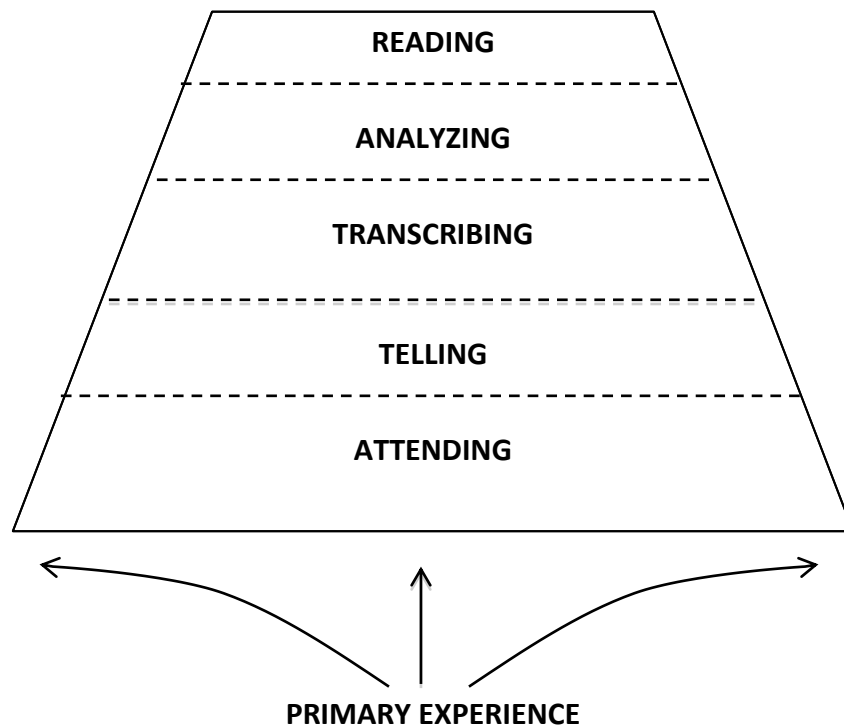 READING
ANALYZING
TRANSCRIBING
TELLING
ATTENDING
PRIMARY EXPERIENCE